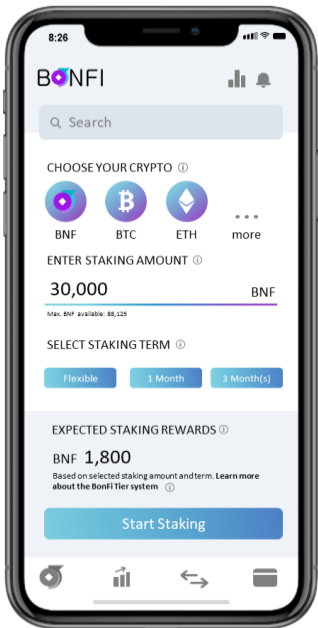 8:26
BONFI
Search
CHOOSE YOUR CRYPTO
BNF BTC ETH more
ENTER STAKING AMOUNT
30,000 BNF
Max. BNF available: 88,125
SELECT STAKING TERM
Flexible 1 Month 3 Month(s)
EXPECTED STAKING REWARDS
BNF 1,800
Based on selected staking amount and term. Learn more
about the BonFi Tier system
Start Staking